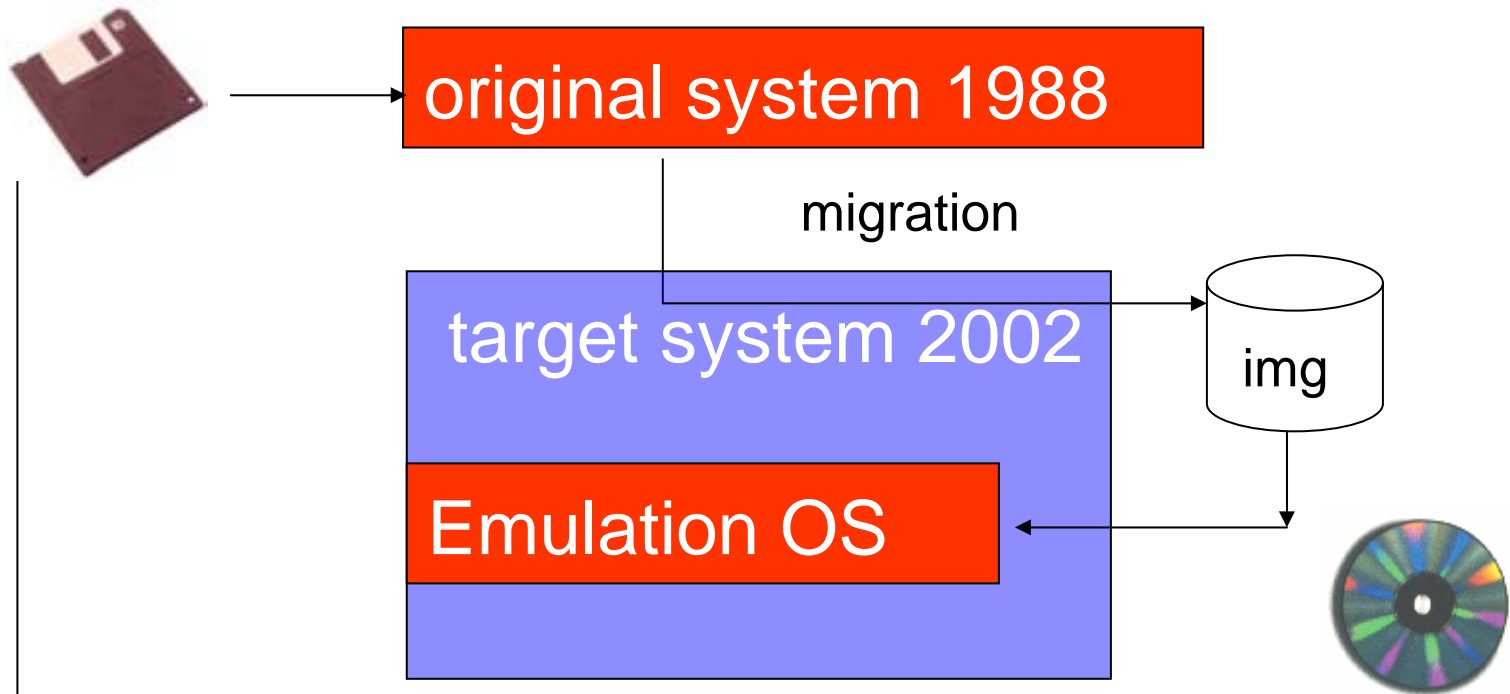 original system 1988
migration
target system 2002
img
Emulation OS